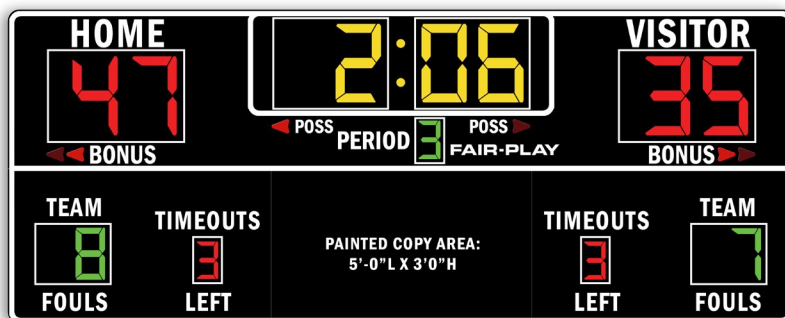 HOME
47
BONUS
2:06
POSS
PERIOD 3
POSS
FAIR-PLAY
VISITOR
35
BONUS
TEAM
8
FOULS
TIMEOUTS
3
LEFT
PAINTED COPY AREA:
5'-0"L X 3'0"H
TIMEOUTS
3
LEFT
TEAM
7
FOULS